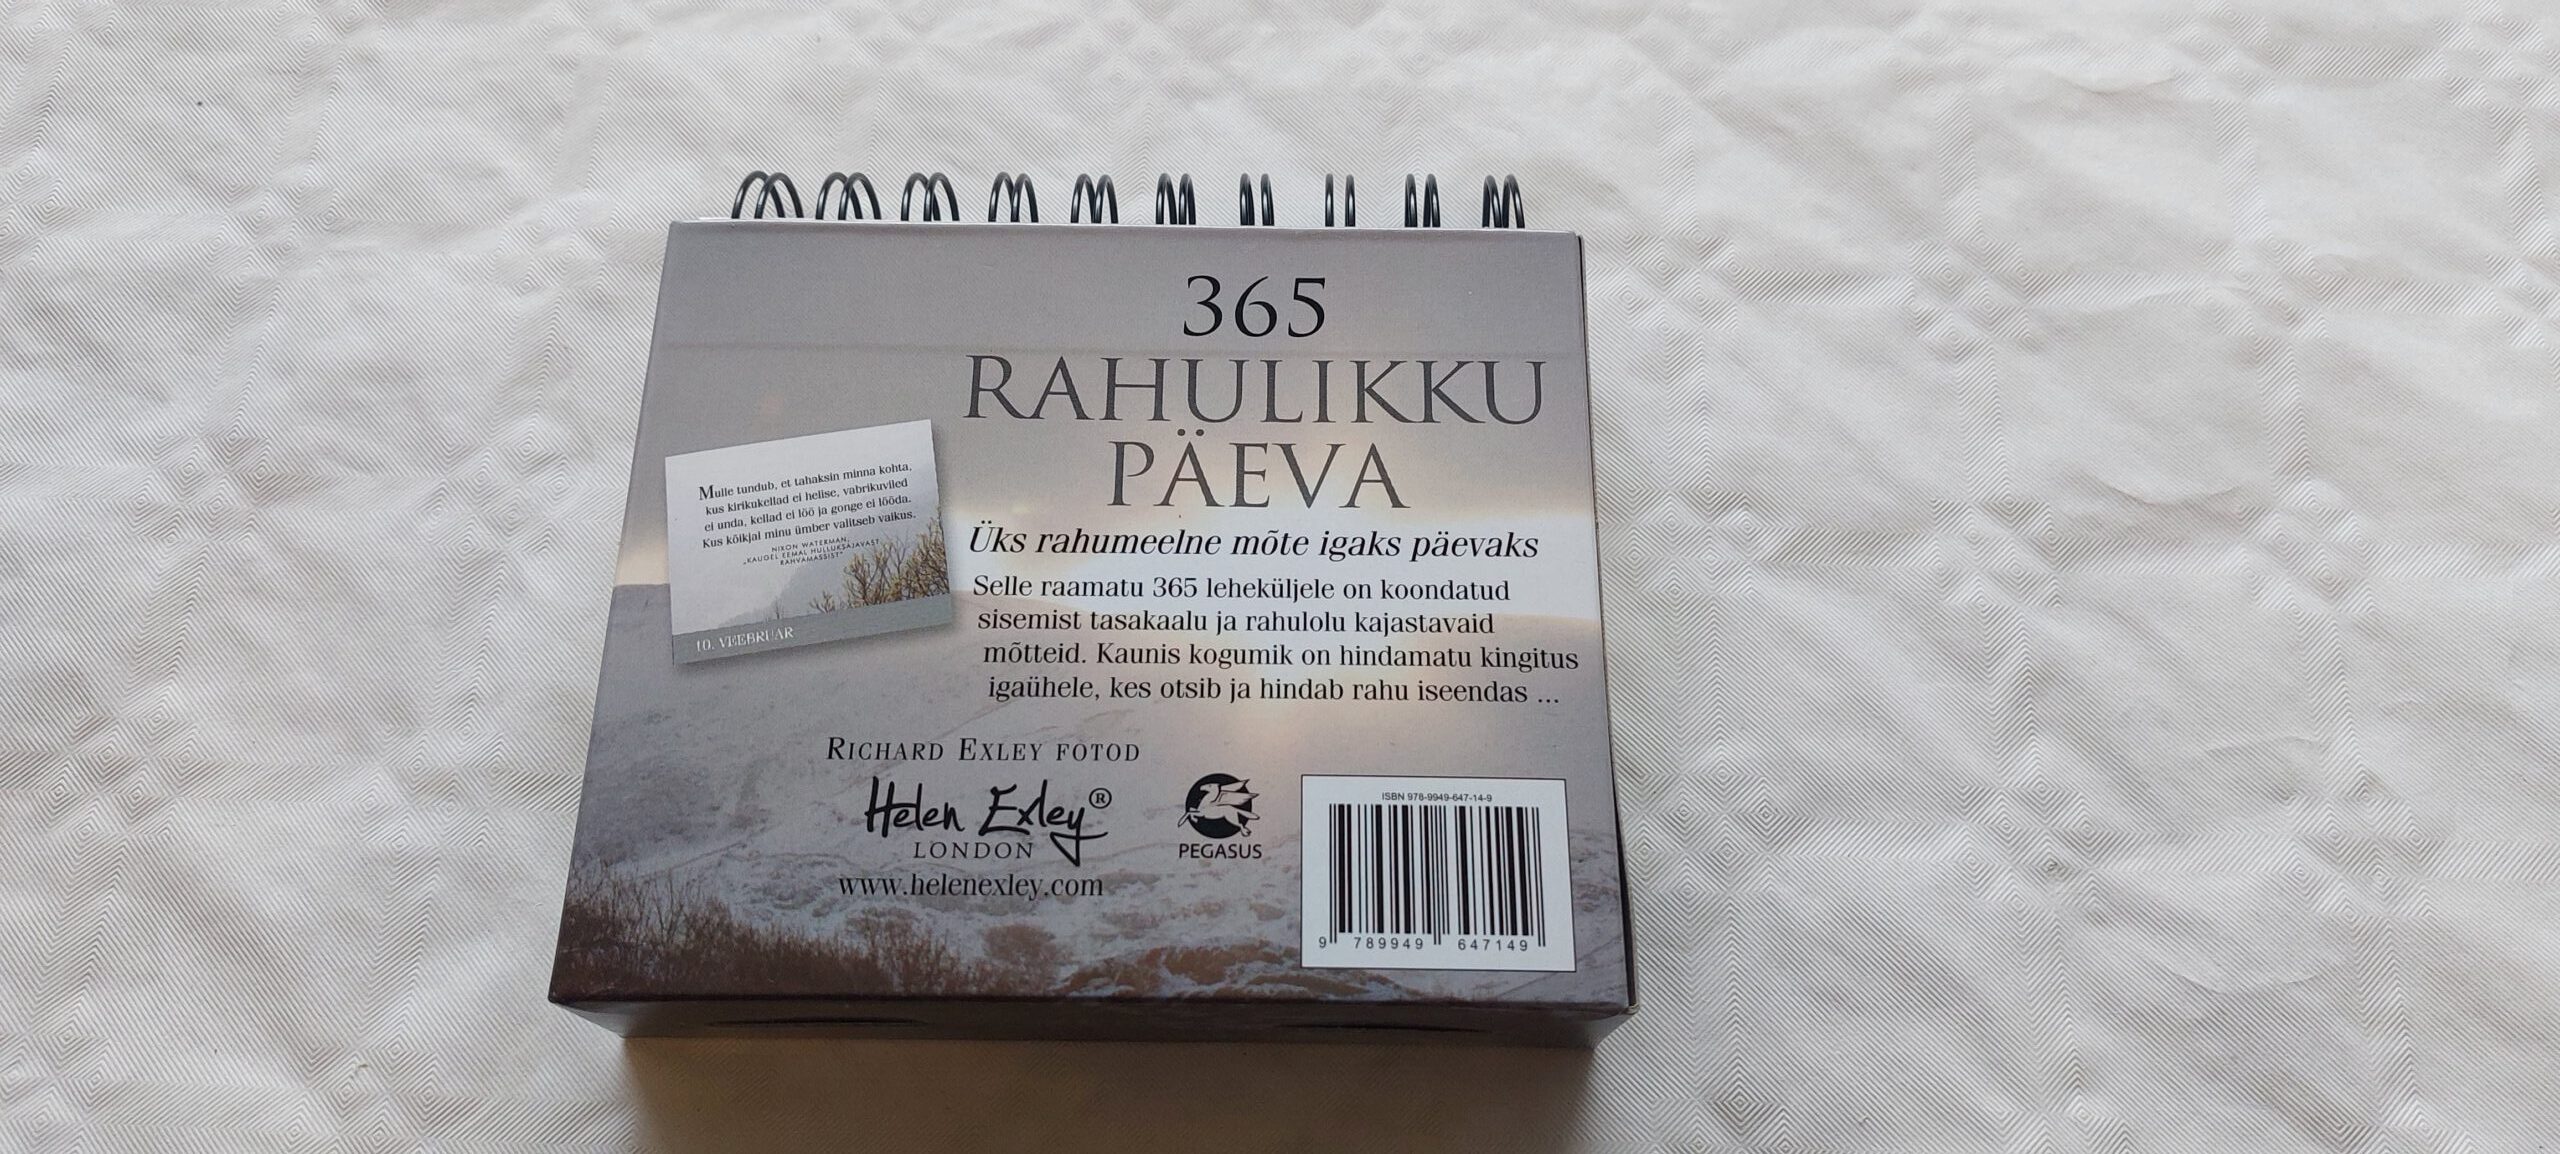 365
RAHULIKKU
PÄEVA
Üks rahumeelne mõte igaks päevaks
Selle raamatu 365 leheküljele on koondatud
sisemist tasakaalu ja rahulolu kajastavaid
mõtteid. Kaunis kogumik on hindamatu kingitus
igaühele, kes otsib ja hindab rahu iseendas ...
Mulle tundub, et tahaksin minna kohta,
kus kirikukellad ei helise, vabrikuviled
ei unda, kellad ei löö ja gonge ei lööda.
Kus kõikjal minu ümber valitseb vaikus.
NIXON WATERMAN,
„KAUGEL EEMAL HULLUKSAJAVAST
RAHVAMASSIST"
10. VEEBRUAR
RICHARD EXLEY FOTOD
Helen Exley®
LONDON
www.helenexley.com
PEGASUS
ISBN 978-9949-647-14-9
9 789949 647149